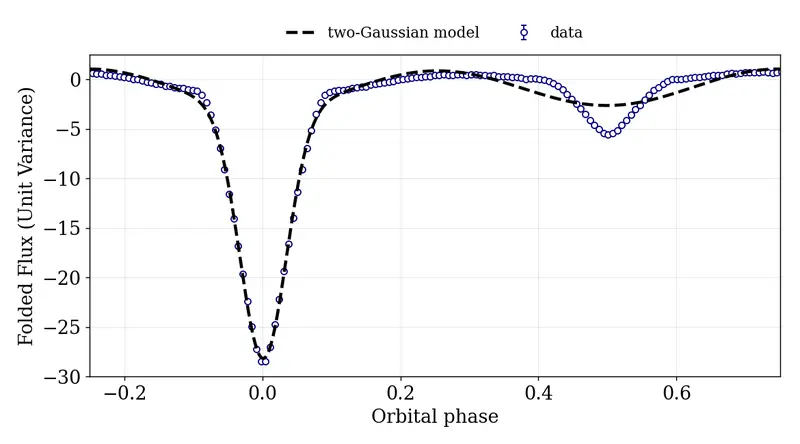 two-Gaussian model data
0
−5
−10
−15
−20
−25
−30
Folded Flux (Unit Variance)
−0.2 0.0 0.2 0.4 0.6
Orbital phase